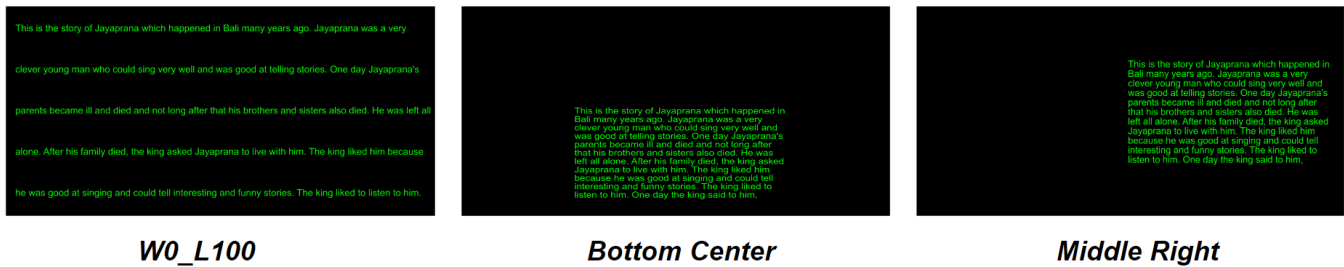 This is the story of Jayaprana which happened in Bali many years ago. Jayaprana was a very
clever young man who could sing very well and was good at telling stories. One day Jayaprana's
parents became ill and died and not long after that his brothers and sisters also died. He was left all
alone. After his family died, the king asked Jayaprana to live with him. The king liked him because
he was good at singing and could tell interesting and funny stories. The king liked to listen to him.
W0_L100
This is the story of Jayaprana which happened in
Bali many years ago. Jayaprana was a very
clever young man who could sing very well and
was good at telling stories. One day Jayaprana's
parents became ill and died and not long after
that his brothers and sisters also died. He was
left all alone. After his family died, the king asked
Jayaprana to live with him. The king liked him
because he was good at singing and could tell
interesting and funny stories. The king liked to
listen to him. One day the king said to him,
Bottom Center
This is the story of Jayaprana which happened in
Bali many years ago. Jayaprana was a very
clever young man who could sing very well and
was good at telling stories. One day Jayaprana's
parents became ill and died and not long after
that his brothers and sisters also died. He was
left all alone. After his family died, the king asked
Jayaprana to live with him. The king liked him
because he was good at singing and could tell
interesting and funny stories. The king liked to
listen to him. One day the king said to him,
Middle Right